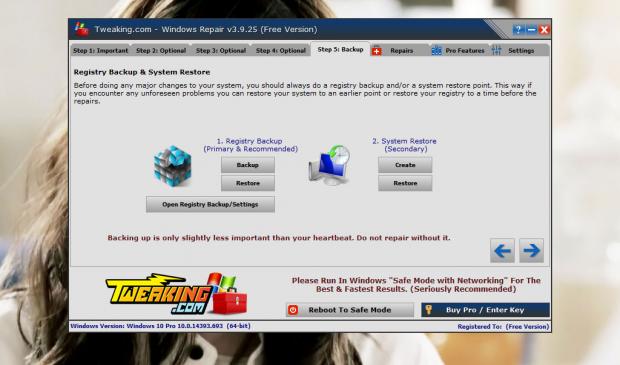 Tweaking.com - Windows Repair v3.9.25 (Free Version)
Step 1: Important Step 2: Optional Step 3: Optional Step 4: Optional Step 5: Backup Repairs Pro Features Settings
Registry Backup & System Restore
Before doing any major changes to your system, you should always do a registry backup and/or a system restore point. This way if
you encounter any unforeseen problems you can restore your system to an earlier point or restore your registry to a time before the
repairs.
1. Registry Backup
(Primary & Recommended)
Backup
Restore
Open Registry Backup/Settings
2. System Restore
(Secondary)
Create
Restore
Backing up is only slightly less important than your heartbeat. Do not repair without it.
TWEAKING
.COM
Please Run In Windows "Safe Mode with Networking" For The
Best & Fastest Results. (Seriously Recommended)
Reboot To Safe Mode
Buy Pro / Enter Key
Windows Version: Windows 10 Pro 10.0.14393.693 (64-bit)
Registered To: (Free Version)